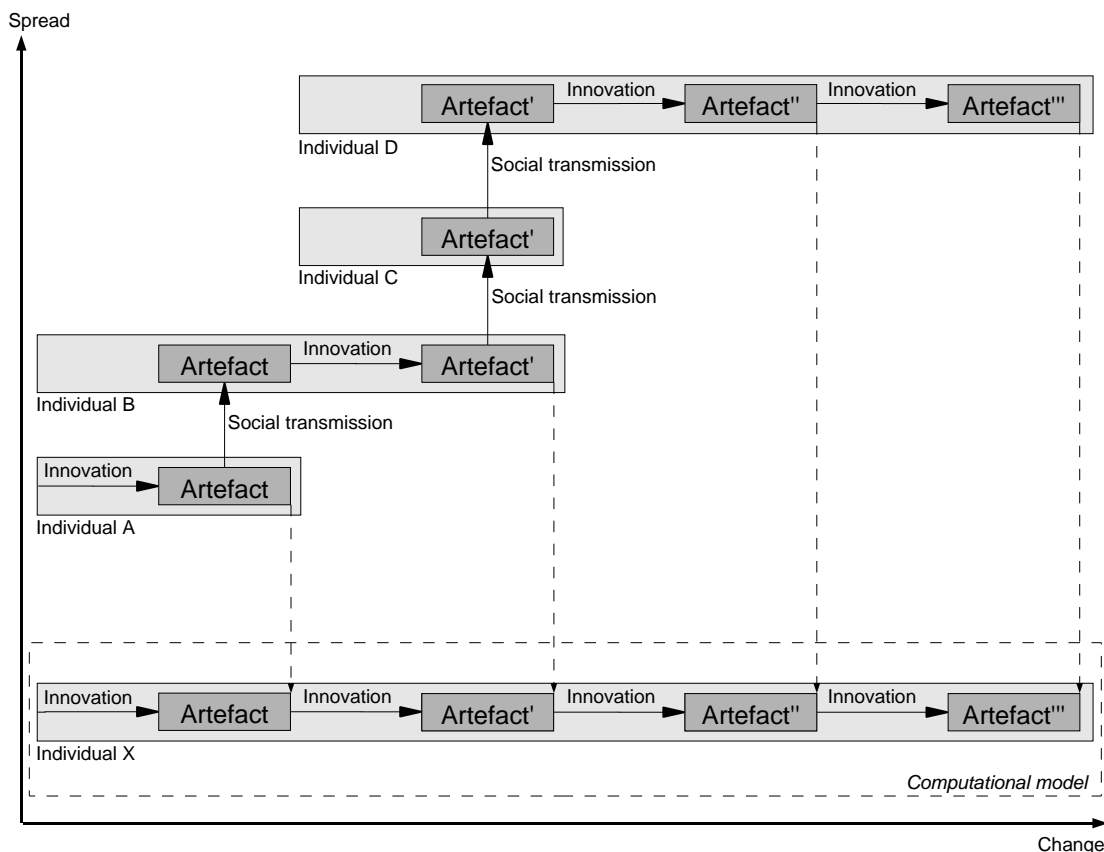 Spread
Innovation
Innovation
Artefact'
Artefact''
Artefact'''
Individual D
Social transmission
Artefact'
Individual C
Social transmission
Innovation
Artefact
Artefact'
Individual B
Social transmission
Innovation
Artefact
Individual A
Innovation
Innovation
Innovation
Innovation
Artefact
Artefact'
Artefact''
Artefact'''
Individual X
Computational model
Change